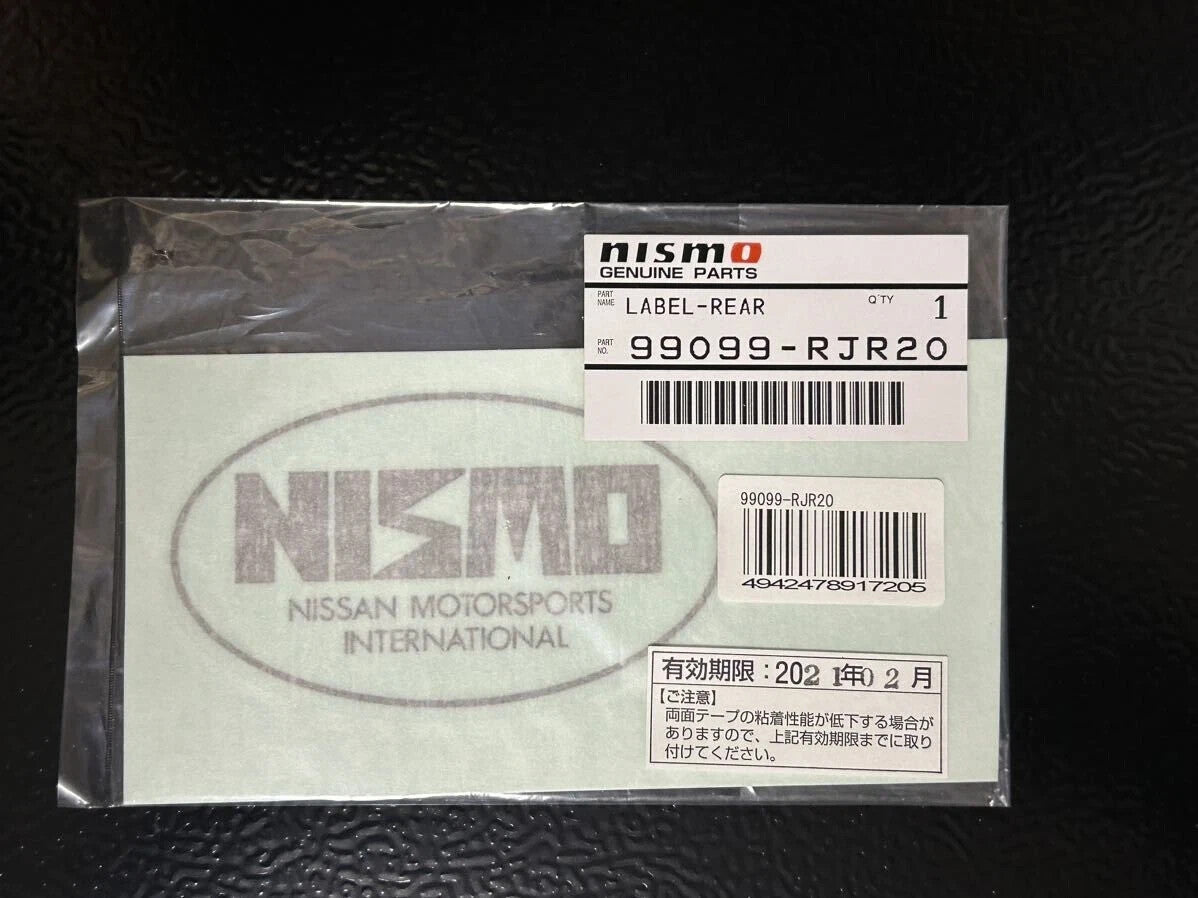 nismo
GENUINE PARTS
PART NAME LABEL-REAR Q'TY 1
PART NO. 99099-RJR20
NISMO
NISSAN MOTORSPORTS
INTERNATIONAL
99099-RJR20
4942478917205
有効期限:2021年02月
【ご注意】
両面テープの粘着性能が低下する場合が
ありますので、上記有効期限までに取り
付けてください。